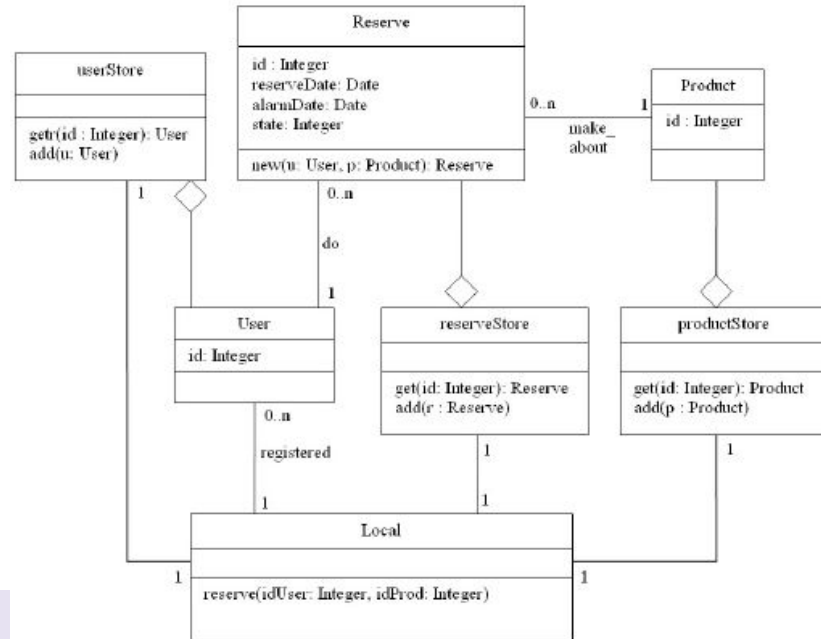 Reserve
id : Integer
reserveDate: Date
alarmDate: Date
state: Integer
new(u: User, p: Product): Reserve
userStore
getr(id : Integer): User
add(u: User)
Product
id : Integer
0..n
1
make_
about
1
0..n
do
1
User
id: Integer
reserveStore
get(id: Integer): Reserve
add(r : Reserve)
productStore
get(id: Integer): Product
add(p : Product)
0..n
registered
1
1
1
1
Local
reserve(idUser: Integer, idProd: Integer)
1
1